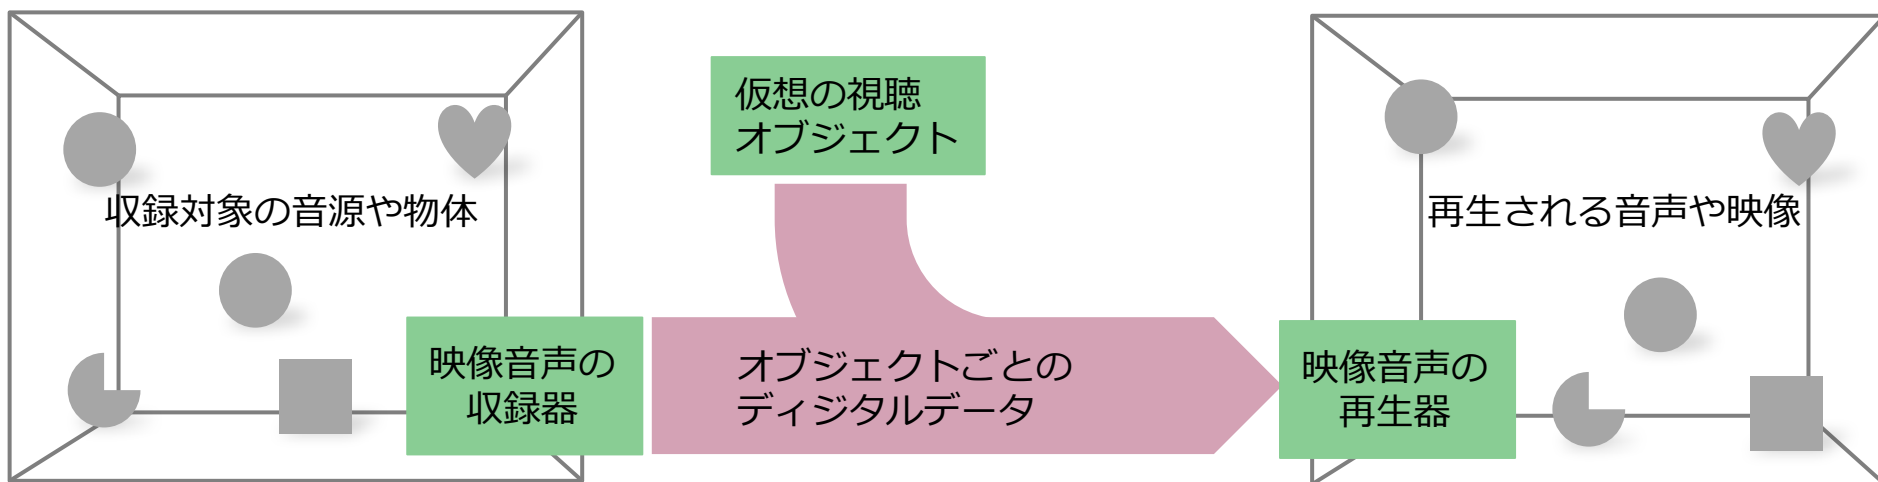 収録対象の音源や物体
映像音声の
収録器
仮想の視聴
オブジェクト
オブジェクトごとの
ディジタルデータ
再生される音声や映像
映像音声の
再生器